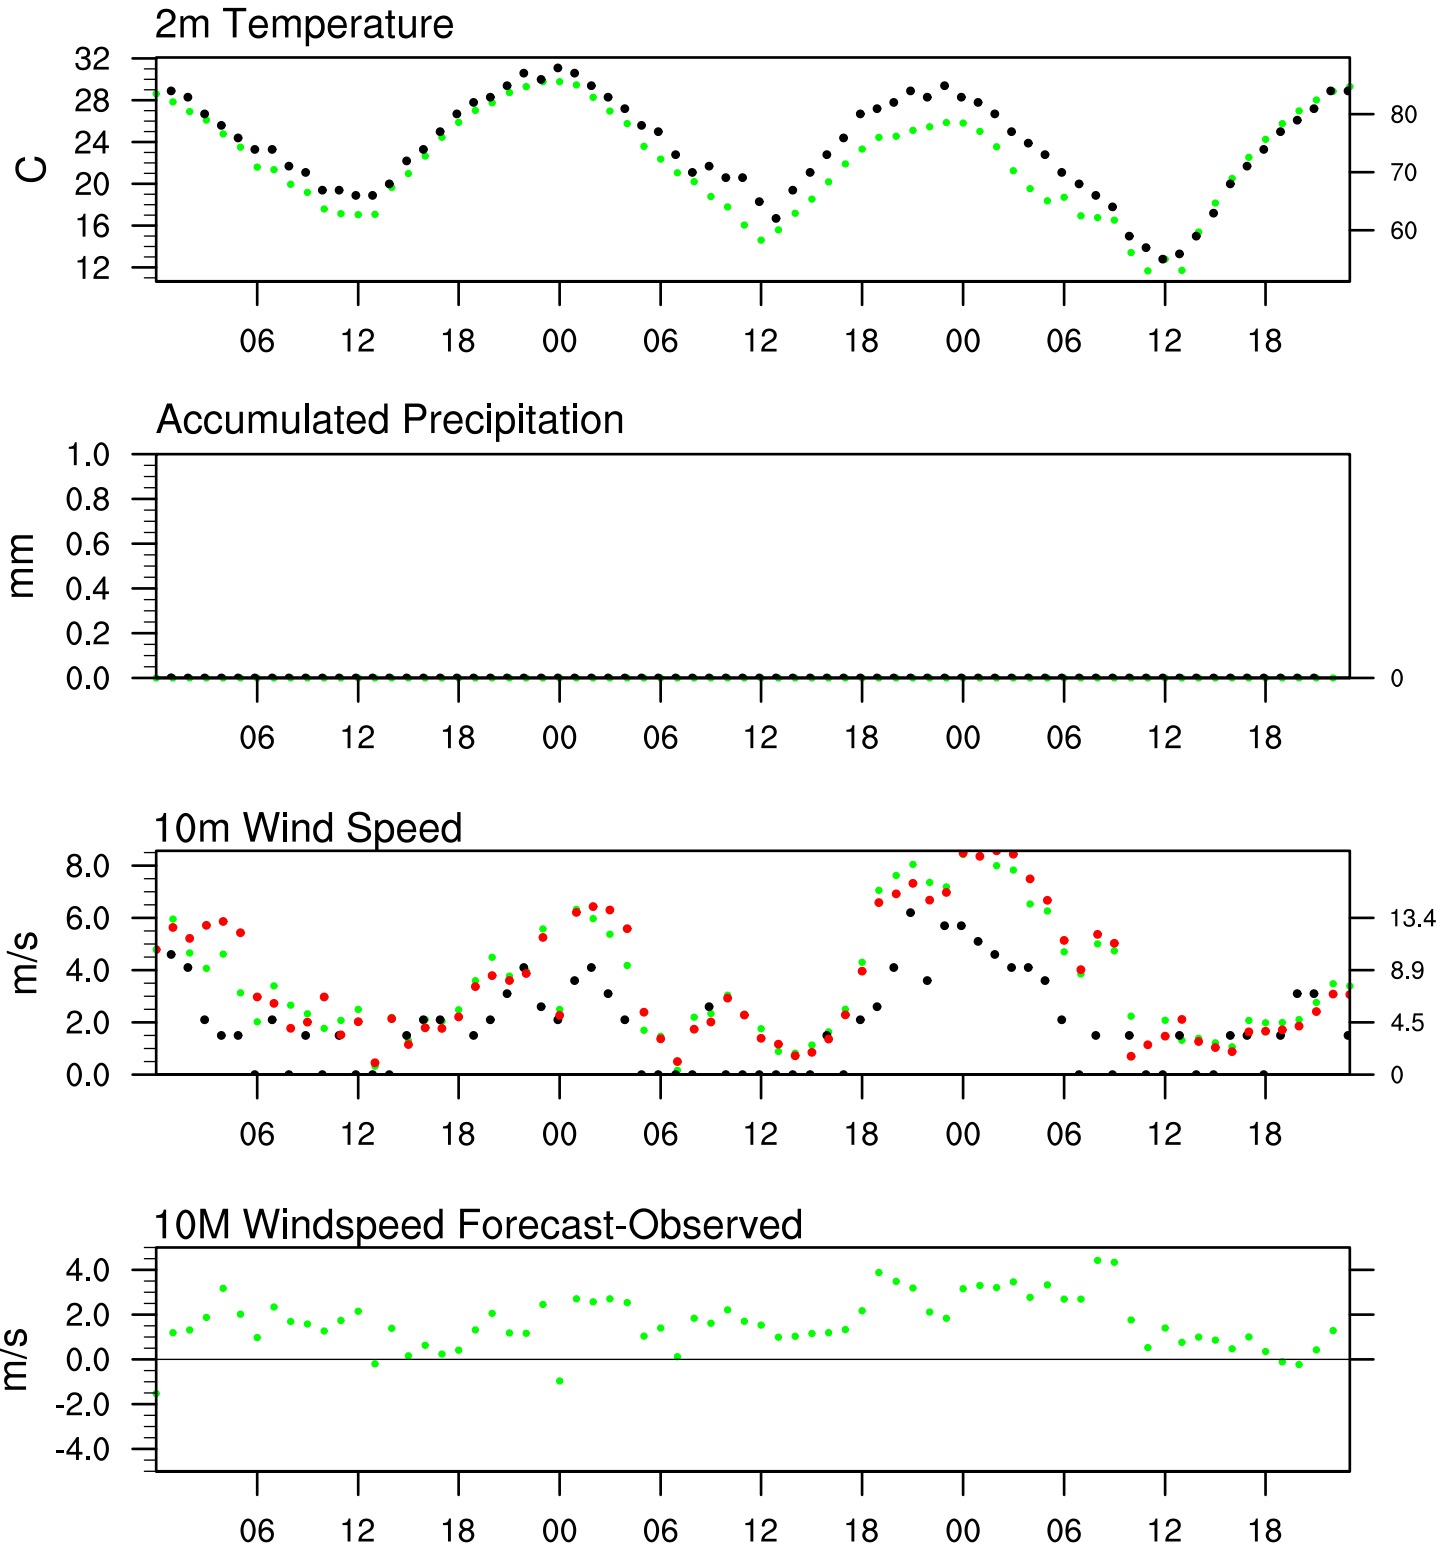 2m Temperature
32
28
24
20
16
12
C
80
70
60
06 12 18 00 06 12 18 00 06 12 18
Accumulated Precipitation
1.0
0.8
0.6
0.4
0.2
0.0
mm
0
06 12 18 00 06 12 18 00 06 12 18
10m Wind Speed
8.0
6.0
4.0
2.0
0.0
m/s
13.4
8.9
4.5
0
06 12 18 00 06 12 18 00 06 12 18
10M Windspeed Forecast-Observed
4.0
2.0
0.0
-2.0
-4.0
m/s
06 12 18 00 06 12 18 00 06 12 18